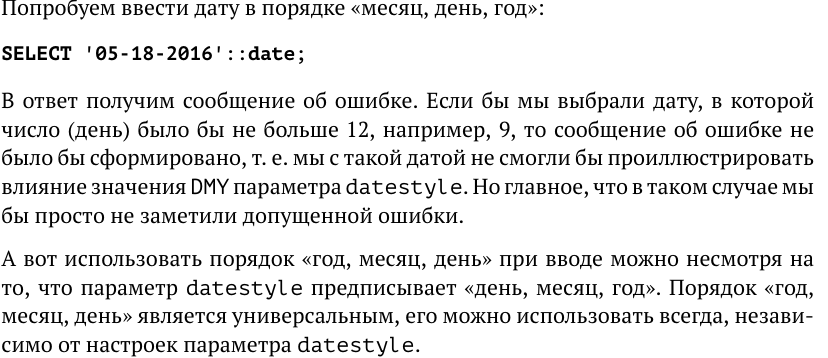 Попробуем ввести дату в порядке «месяц, день, год»:
SELECT '05-18-2016'::date;
В ответ получим сообщение об ошибке. Если бы мы выбрали дату, в которой
число (день) было бы не больше 12, например, 9, то сообщение об ошибке не
было бы сформировано, т. е. мы с такой датой не смогли бы проиллюстрировать
влияние значения DMY параметра datestyle. Но главное, что в таком случае мы
бы просто не заметили допущенной ошибки.
А вот использовать порядок «год, месяц, день» при вводе можно несмотря на
то, что параметр datestyle предписывает «день, месяц, год». Порядок «год,
месяц, день» является универсальным, его можно использовать всегда, незави-
симо от настроек параметра datestyle.